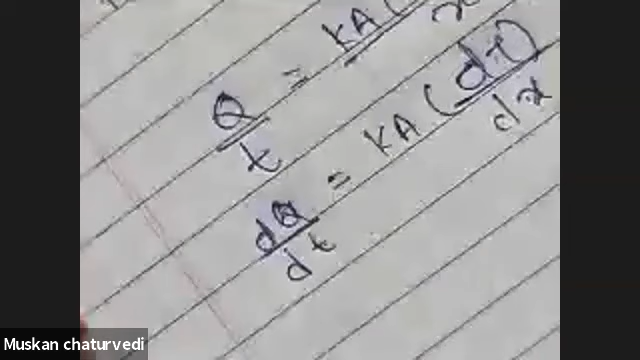 Q/t = KA(
x
dQ/dt = KA (dt)/dx
Muskan chaturvedi